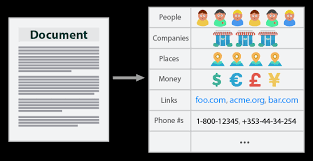 Document
People
Companies
Places
Money
$ € £ ¥
Links
foo.com, acme.org, bar.com
Phone #s
1-800-12345, +353-44-34-254
...